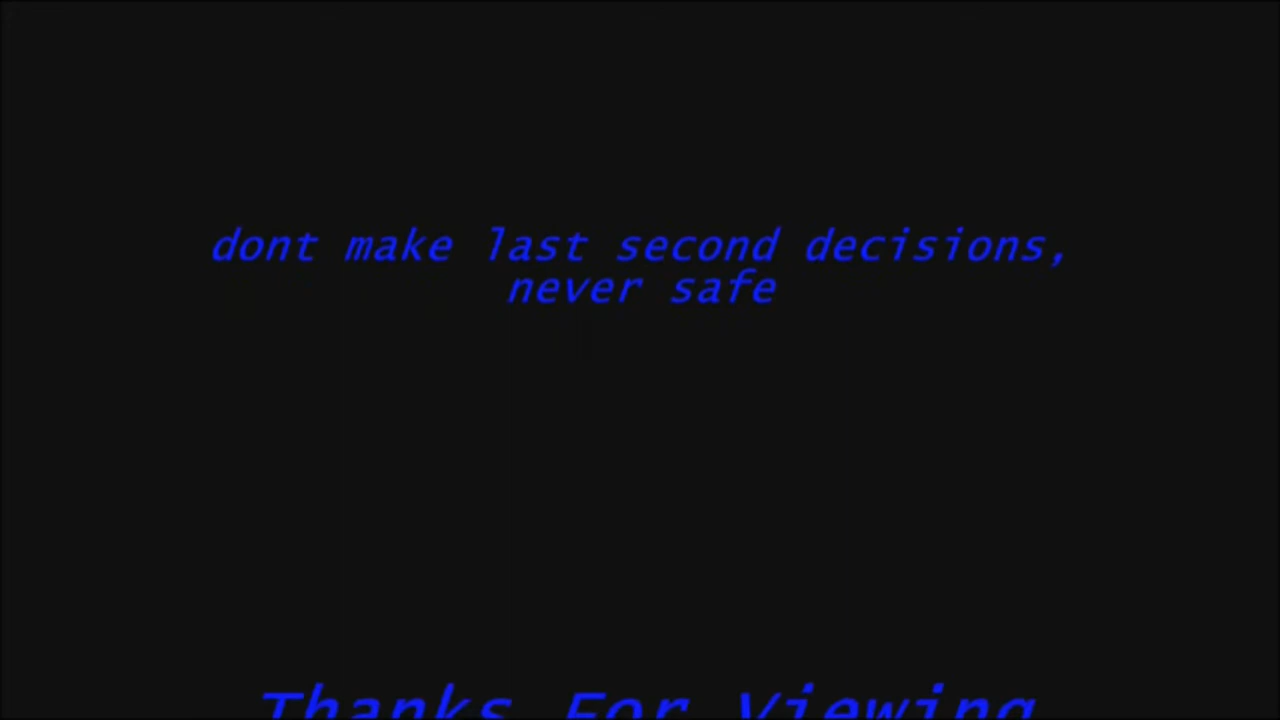 dont make last second decisions,
never safe
Thanks For Viewing